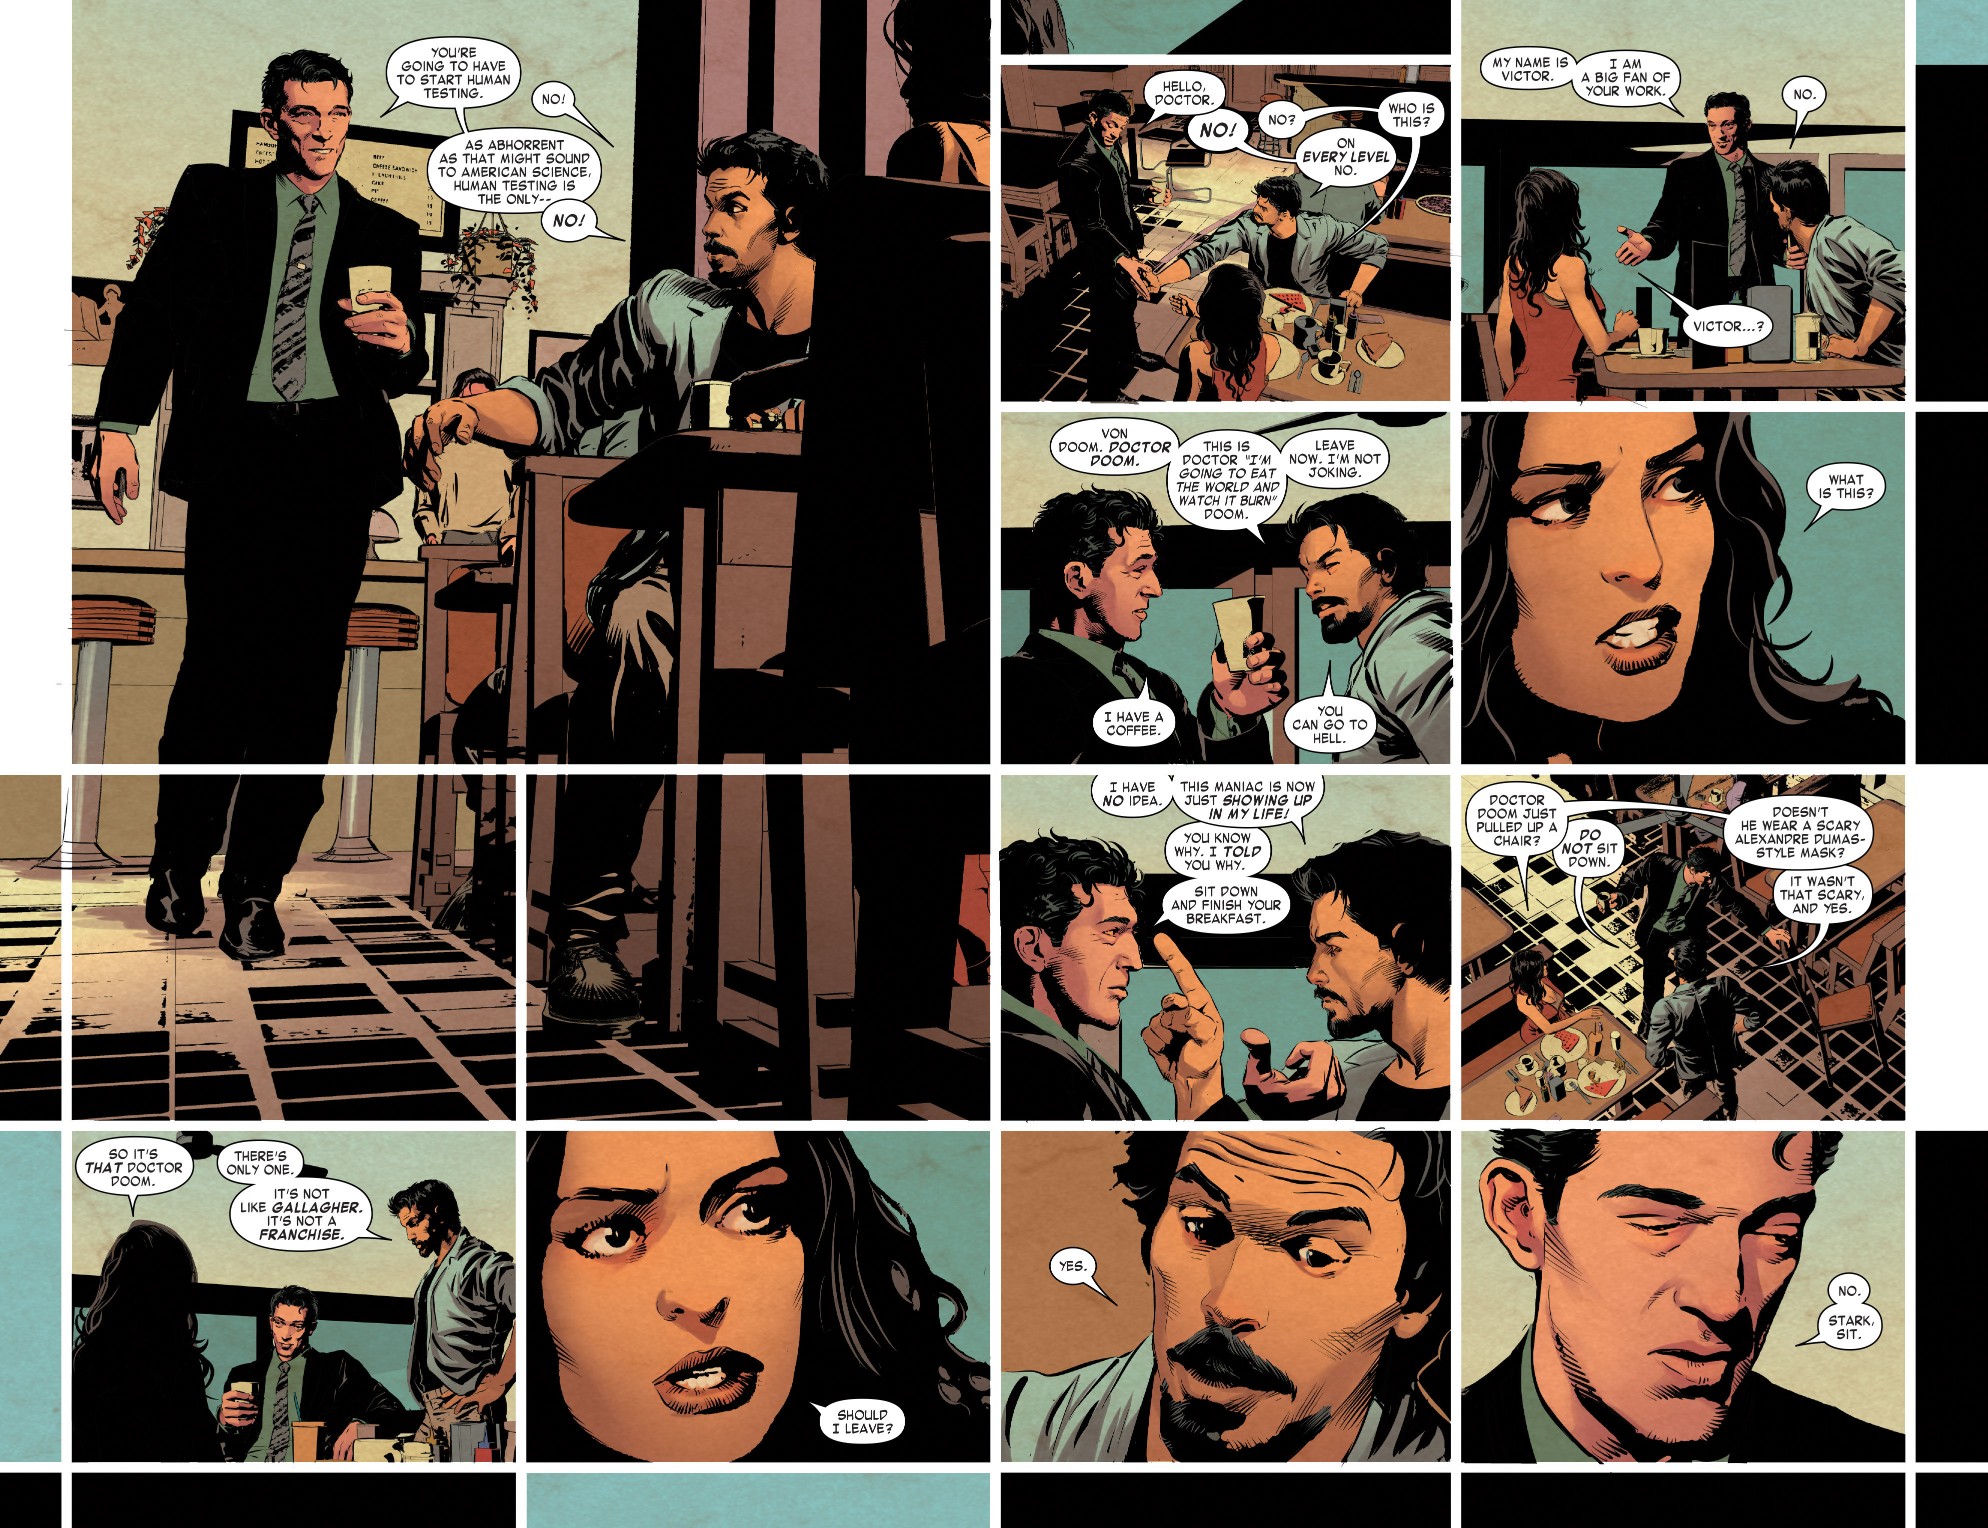 YOU'RE
GOING TO HAVE
TO START HUMAN
TESTING.
NO!
AS ABHORRENT
AS THAT MIGHT SOUND
TO AMERICAN SCIENCE,
HUMAN TESTING IS
THE ONLY--
NO!
HELLO,
DOCTOR.
NO!
NO?
ON
EVERY LEVEL
NO.
WHO IS
THIS?
MY NAME IS
VICTOR.
I AM
A BIG FAN OF
YOUR WORK.
NO.
VICTOR...?
VON
DOOM. DOCTOR
DOOM.
THIS IS
DOCTOR "I'M
GOING TO EAT
THE WORLD AND
WATCH IT BURN"
DOOM.
LEAVE
NOW. I'M NOT
JOKING.
I HAVE A
COFFEE.
YOU
CAN GO TO
HELL.
WHAT
IS THIS?
I HAVE
NO IDEA.
THIS MANIAC IS NOW
JUST SHOWING UP
IN MY LIFE!
YOU KNOW
WHY. I TOLD
YOU WHY.
SIT DOWN
AND FINISH YOUR
BREAKFAST.
DOCTOR
DOOM JUST
PULLED UP A
CHAIR?
DO
NOT SIT
DOWN.
DOESN'T
HE WEAR A SCARY
ALEXANDRE DUMAS-
STYLE MASK?
IT WASN'T
THAT SCARY,
AND YES.
SO IT'S
THAT DOCTOR
DOOM.
THERE'S
ONLY ONE.
IT'S NOT
LIKE GALLAGHER.
IT'S NOT A
FRANCHISE.
SHOULD
I LEAVE?
YES.
NO.
STARK,
SIT.